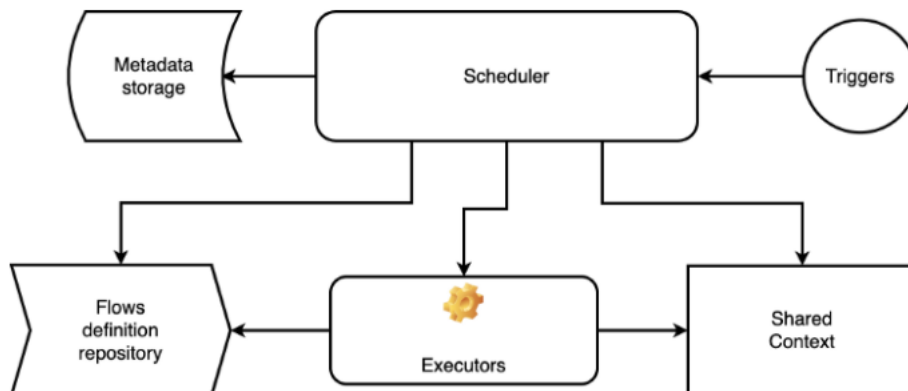 Metadata
storage
Scheduler
Triggers
Flows
definition
repository
Executors
Shared
Context